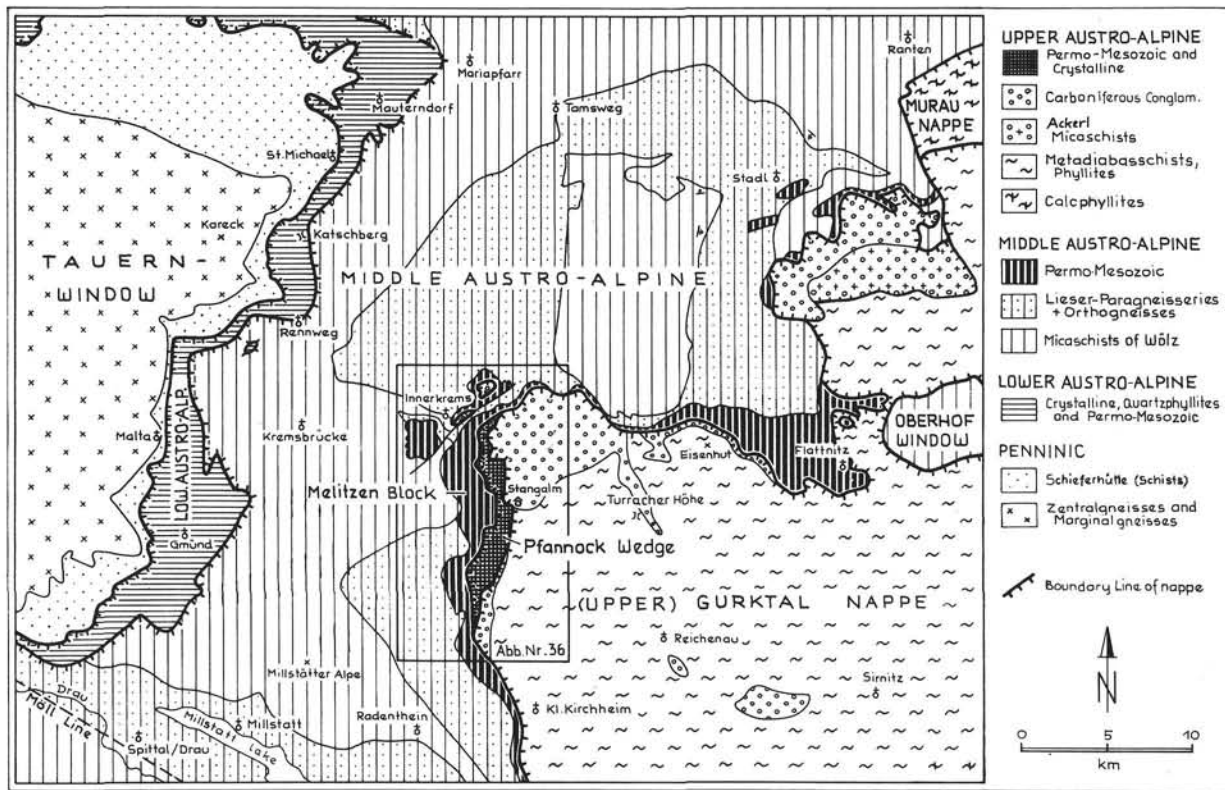 Ranten
Mariapfarr
Mauterndorf
Tamsweg
MURAU
NAPPE
St.Michael
Stadl
Kareck
Katschberg
TAUERN-
WINDOW
MIDDLE AUSTRO-ALPINE
Rennweg
Innerkrems
Malta
LOW.AUSTRO-ALP.
Kremsbrücke
Eisenhut
Flattnitz
OBERHOF
WINDOW
Melitzen Block
Stangalm
Turracher Höhe
Gmünd
Pfannock Wedge
(UPPER) GURKTAL NAPPE
Reichenau
Abb.Nr.36
Millstätter Alpe
Sirnitz
Drau
Möll Line
Millstatt
Millstatt lake
Radenthein
Kl.Kirchheim
Spittal/Drau
UPPER AUSTRO-ALPINE
Permo-Mesozoic and
Crystalline
Carboniferous Conglom.
Ackerl
Micaschists
Metadiabasschists,
Phyllites
Calcphyllites
MIDDLE AUSTRO-ALPINE
Permo-Mesozoic
Lieser-Paragneisseries
+ Orthogneisses
Micaschists of Wölz
LOWER AUSTRO-ALPINE
Crystalline, Quartzphyllites
and Permo-Mesozoic
PENNINIC
Schieferhülle (Schists)
Zentralgneisses and
Marginalgneisses
Boundary Line of nappe
N
0 5 10
km